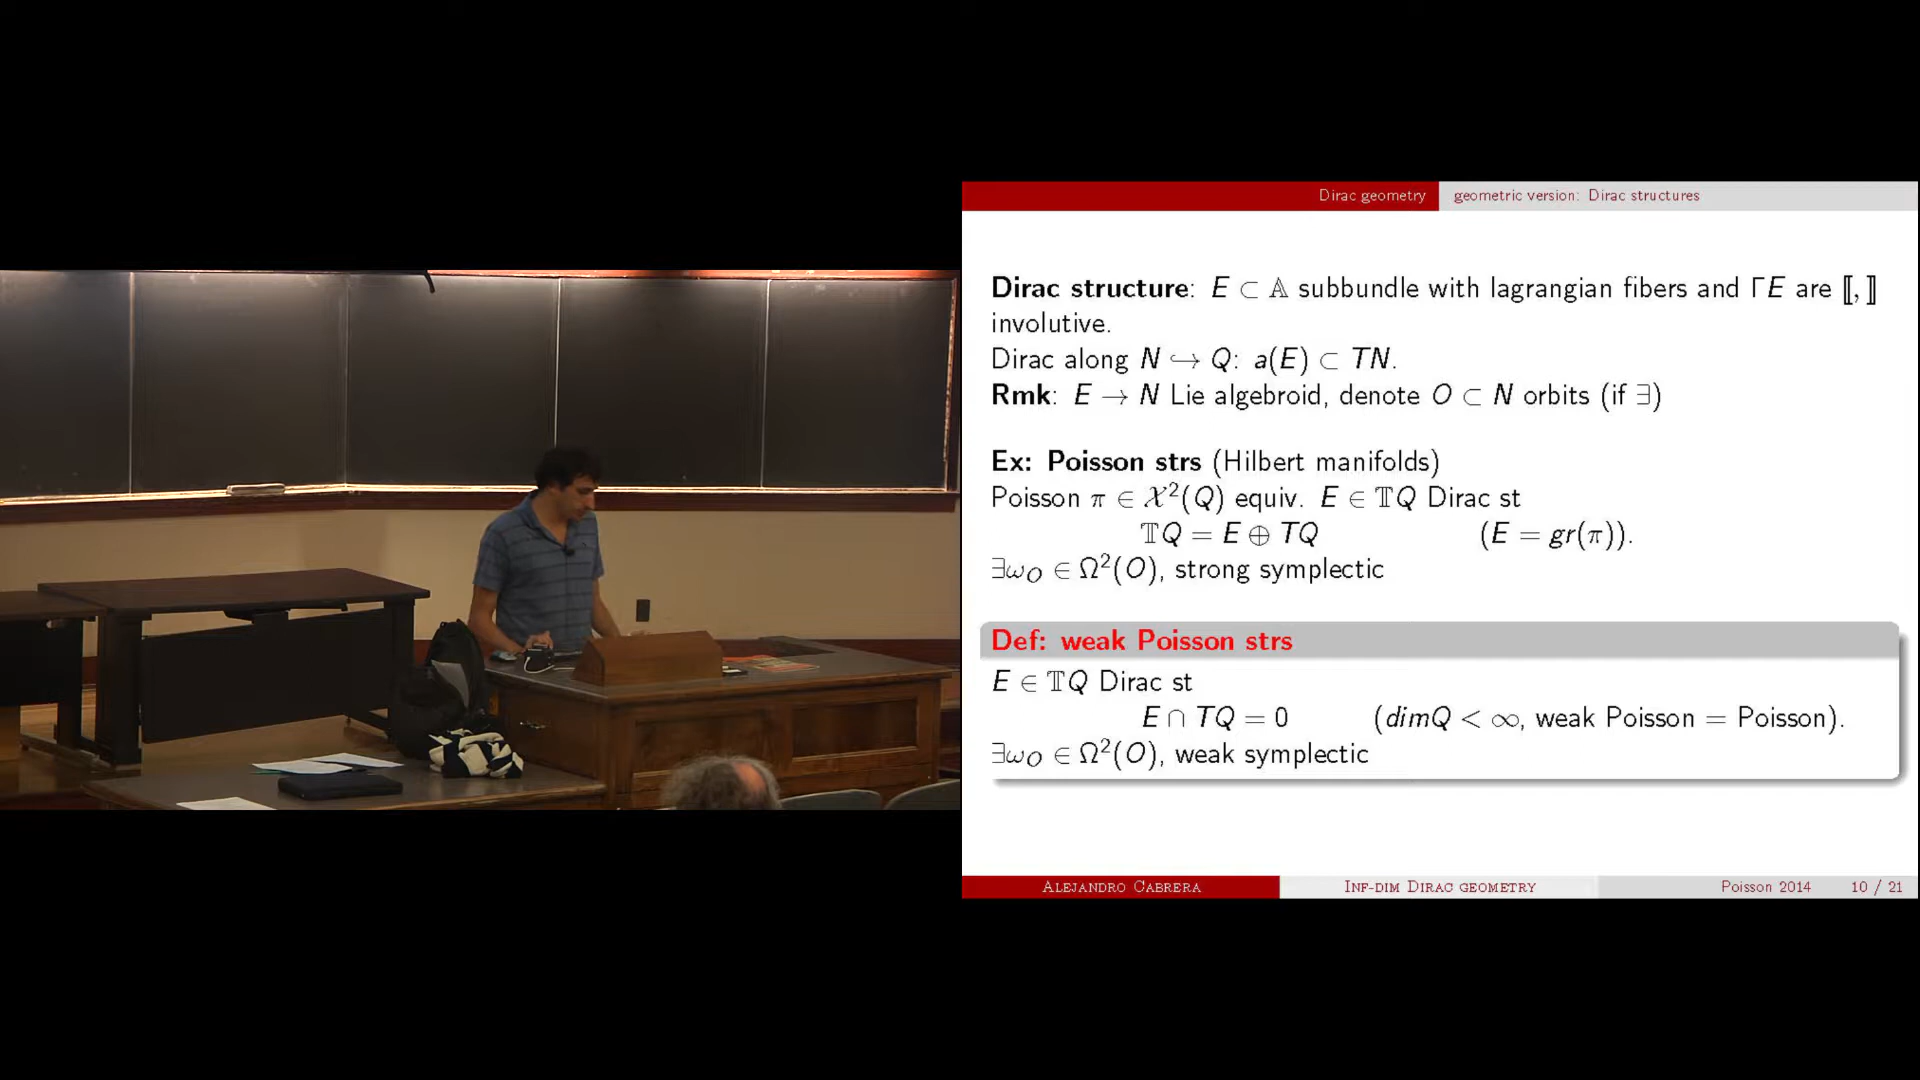 Dirac geometry geometric version: Dirac structures
Dirac structure: E ⊂ 𝔸 subbundle with lagrangian fibers and ΓE are ⟦,⟧
involutive.
Dirac along N ↪ Q: a(E) ⊂ TN.
Rmk: E → N Lie algebroid, denote O ⊂ N orbits (if ∃)
Ex: Poisson strs (Hilbert manifolds)
Poisson π ∈ 𝒳²(Q) equiv. E ∈ 𝕋Q Dirac st
𝕋Q = E ⊕ TQ (E = gr(π)).
∃ω_O ∈ Ω²(O), strong symplectic
Def: weak Poisson strs
E ∈ 𝕋Q Dirac st
E ∩ TQ = 0 (dimQ < ∞, weak Poisson = Poisson).
∃ω_O ∈ Ω²(O), weak symplectic
Alejandro Cabrera Inf-dim Dirac geometry Poisson 2014 10 / 21